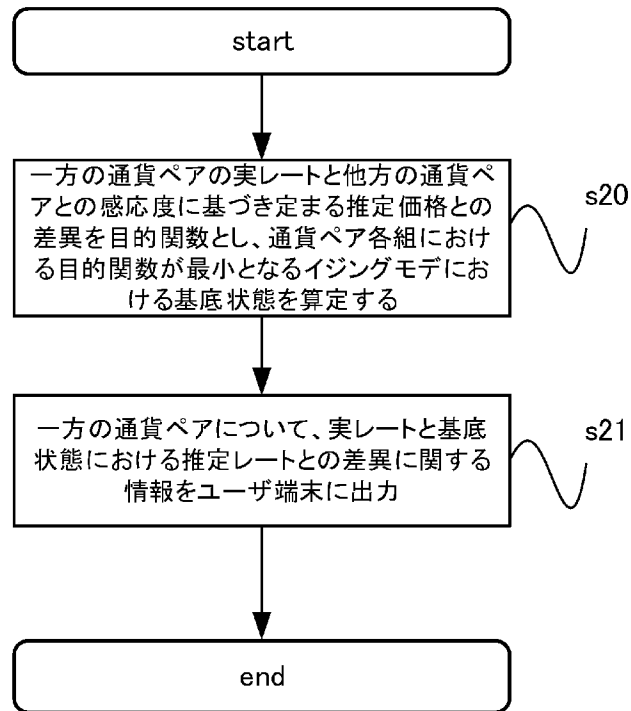 start
一方の通貨ペアの実レートと他方の通貨ペ
アとの感応度に基づき定まる推定価格との
差異を目的関数とし、通貨ペア各組におけ
る目的関数が最小となるイジングモデにお
ける基底状態を算定する
s20
一方の通貨ペアについて、実レートと基底
状態における推定レートとの差異に関する
情報をユーザ端末に出力
s21
end